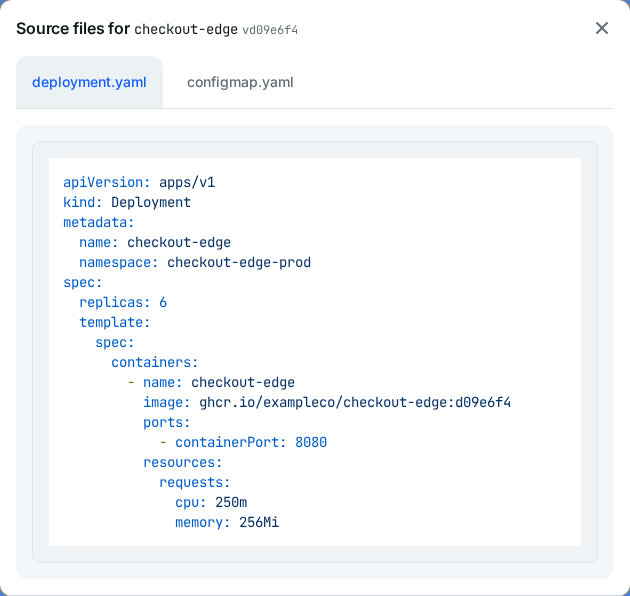 Source files for checkout-edge vd09e6f4
deployment.yaml
configmap.yaml
apiVersion: apps/v1
kind: Deployment
metadata:
  name: checkout-edge
  namespace: checkout-edge-prod
spec:
  replicas: 6
  template:
    spec:
      containers:
        - name: checkout-edge
          image: ghcr.io/exampleco/checkout-edge:d09e6f4
          ports:
            - containerPort: 8080
          resources:
            requests:
              cpu: 250m
              memory: 256Mi